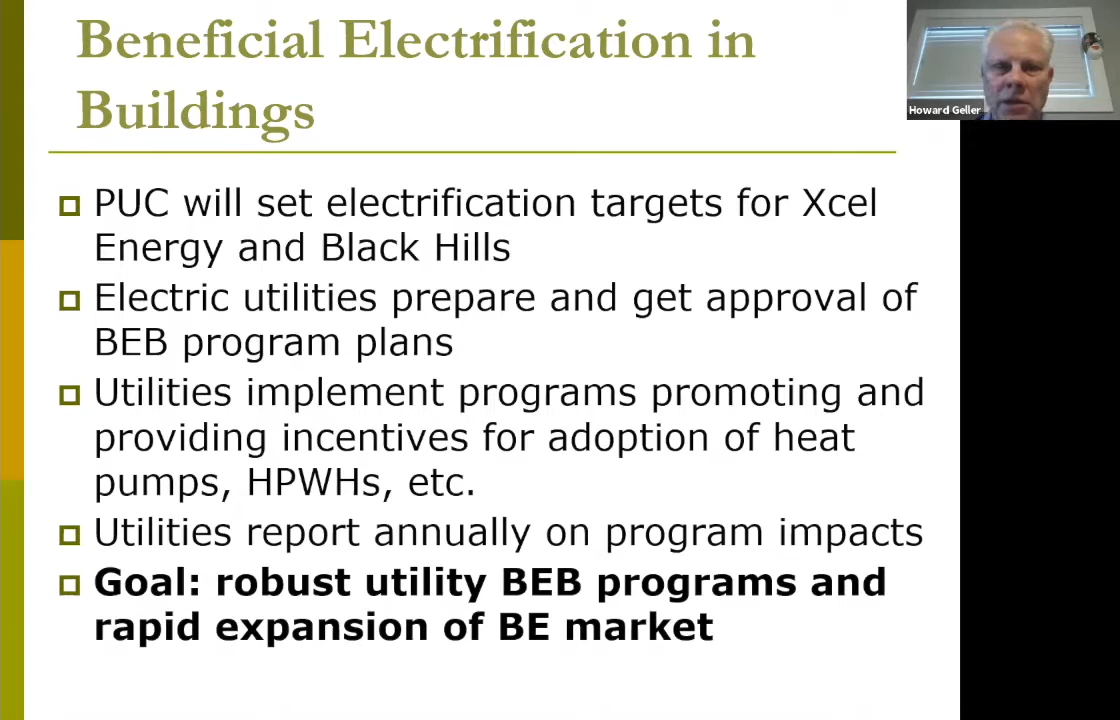 Beneficial Electrification in
Buildings
Howard Geller
PUC will set electrification targets for Xcel
Energy and Black Hills
Electric utilities prepare and get approval of
BEB program plans
Utilities implement programs promoting and
providing incentives for adoption of heat
pumps, HPWHs, etc.
Utilities report annually on program impacts
Goal: robust utility BEB programs and
rapid expansion of BE market